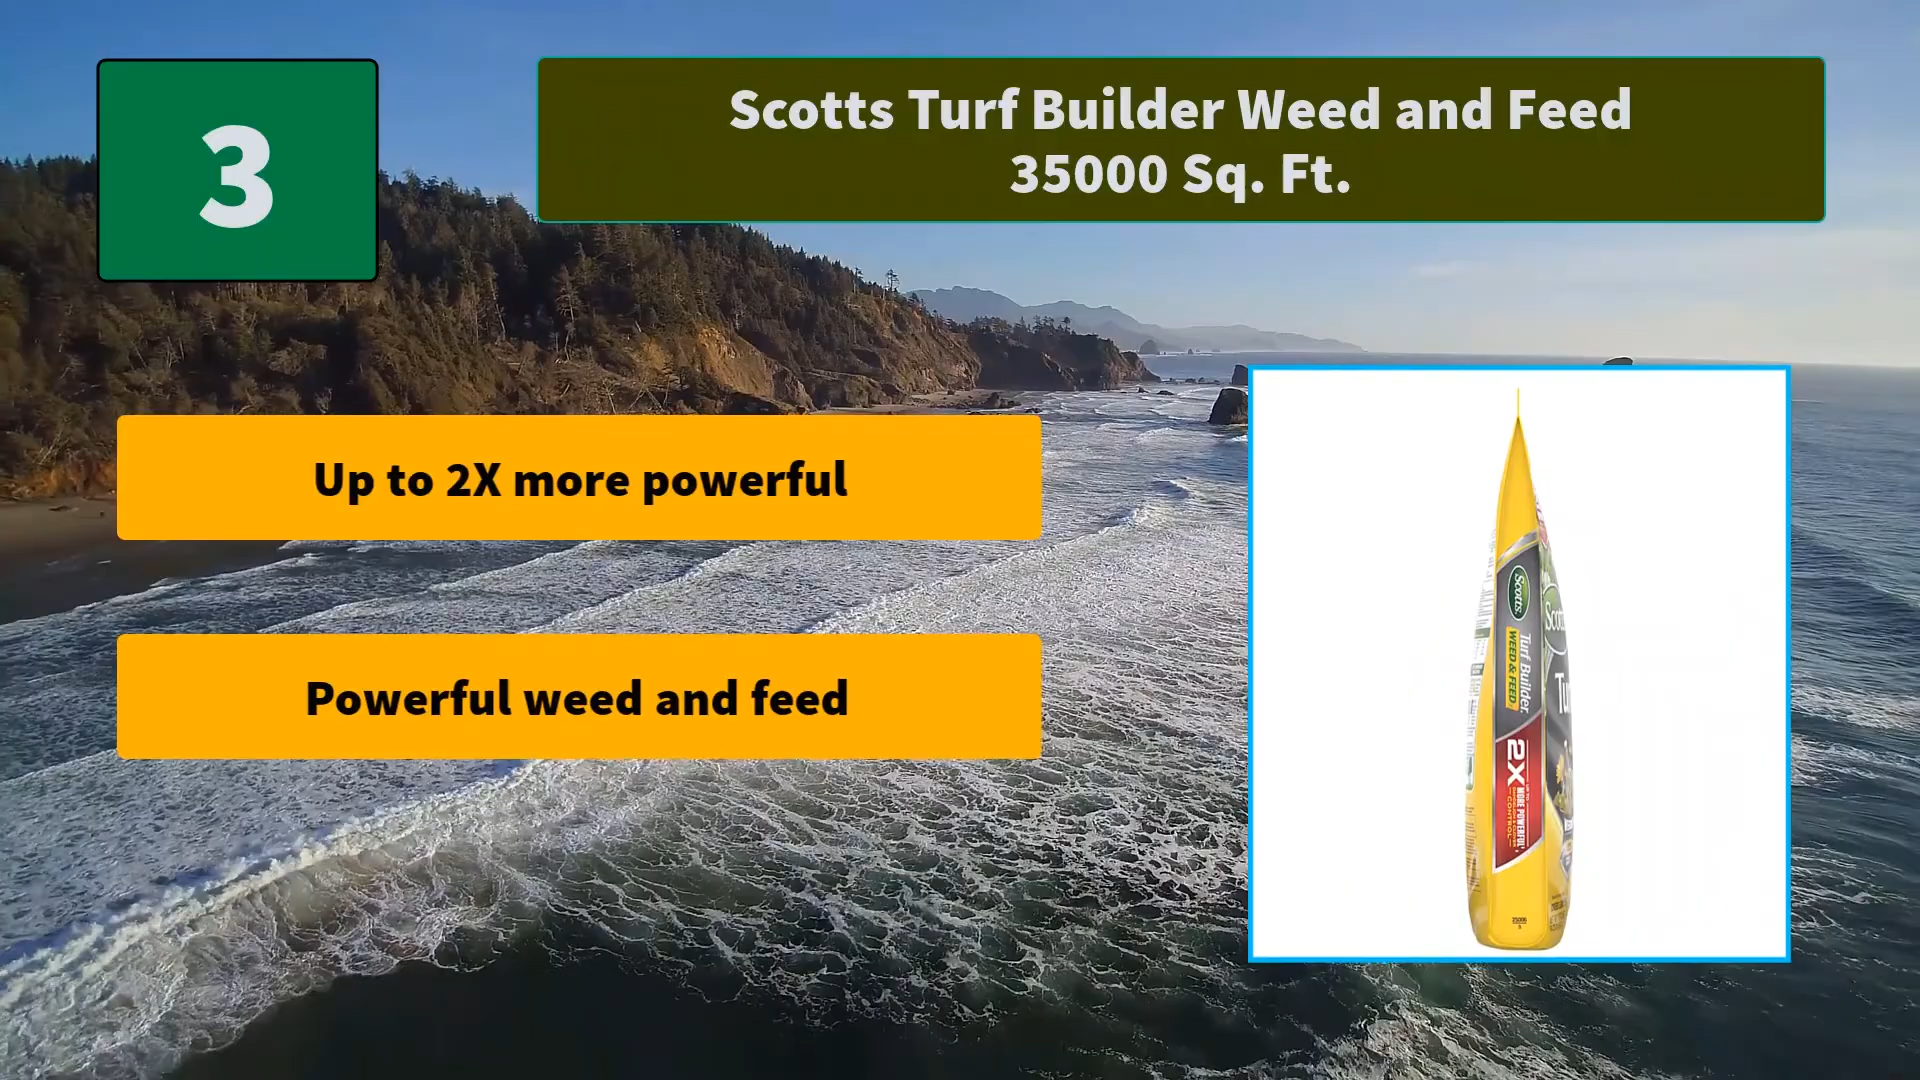 3
Scotts Turf Builder Weed and Feed
35000 Sq. Ft.
Up to 2X more powerful
Powerful weed and feed
Scotts
Turf Builder
WEED & FEED
2X
MORE POWERFUL
CONTROL